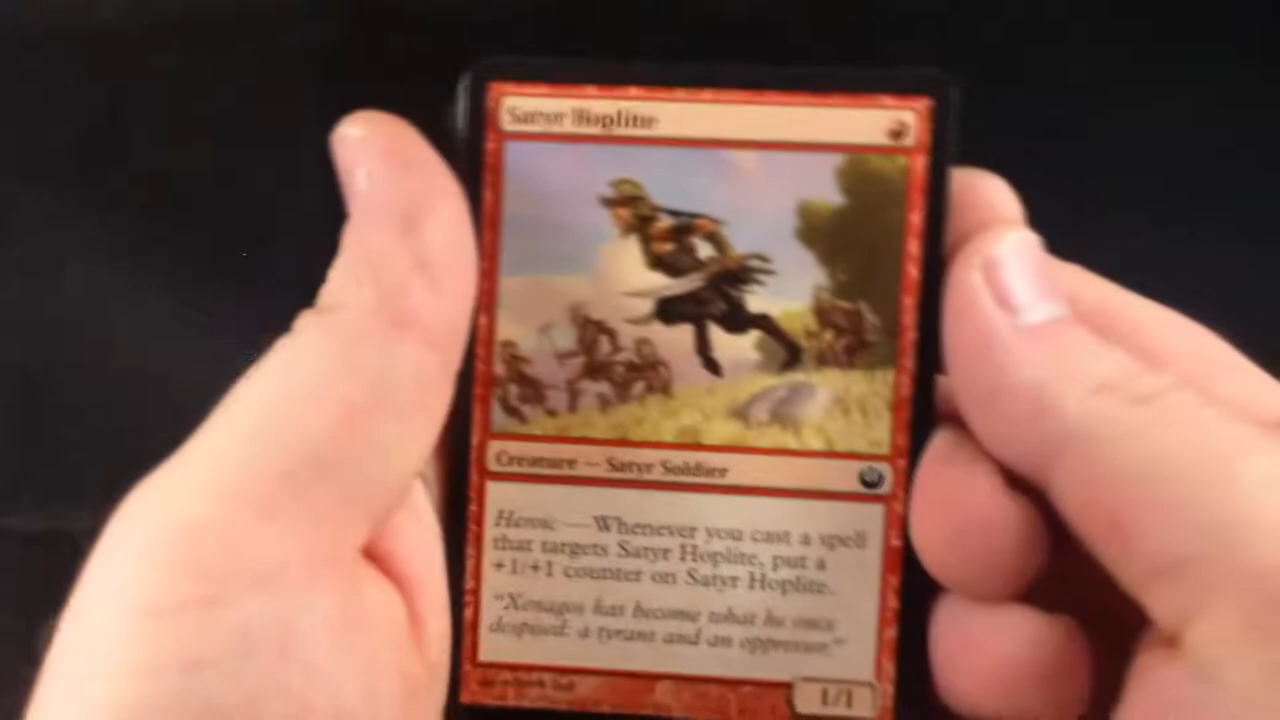 Satyr Hoplite
Creature — Satyr Soldier
Heroic — Whenever you cast a spell
that targets Satyr Hoplite, put a
+1/+1 counter on Satyr Hoplite.
"Xenagos has become what he once
despised: a tyrant and an oppressor."
1/1